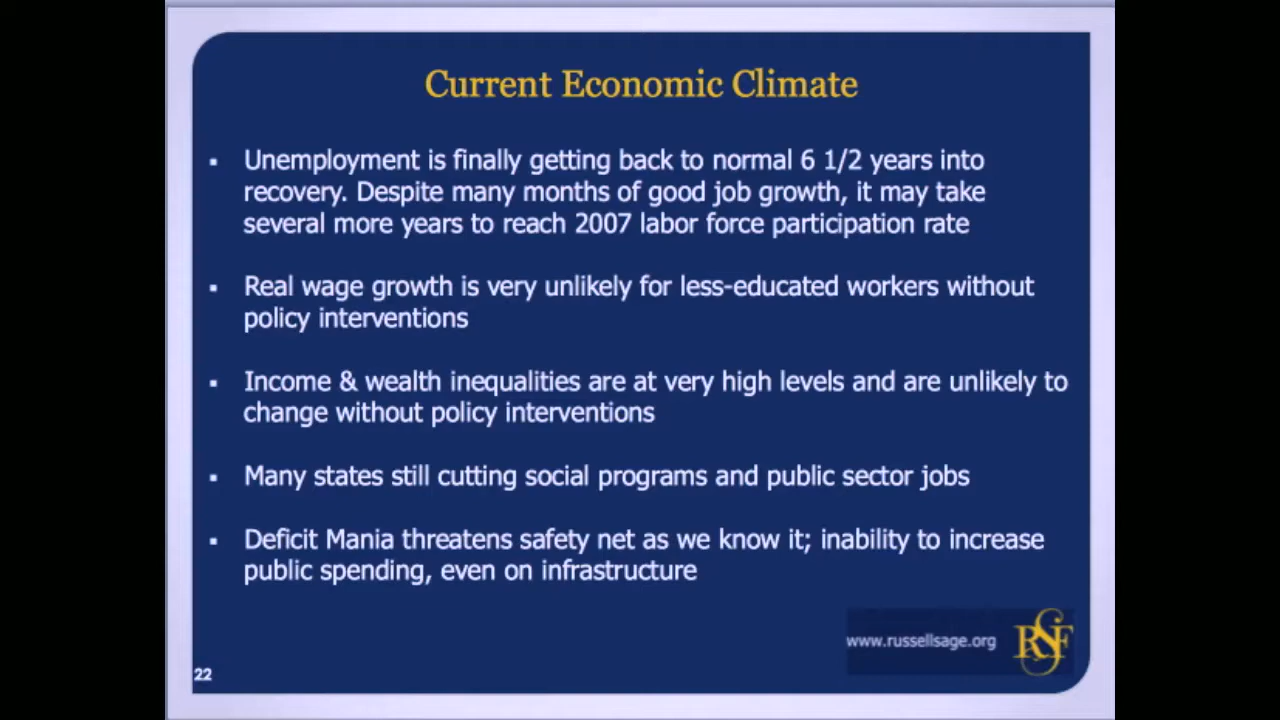 Current Economic Climate
▪ Unemployment is finally getting back to normal 6 1/2 years into
recovery. Despite many months of good job growth, it may take
several more years to reach 2007 labor force participation rate
▪ Real wage growth is very unlikely for less-educated workers without
policy interventions
▪ Income & wealth inequalities are at very high levels and are unlikely to
change without policy interventions
▪ Many states still cutting social programs and public sector jobs
▪ Deficit Mania threatens safety net as we know it; inability to increase
public spending, even on infrastructure
www.russellsage.org
RSF
22